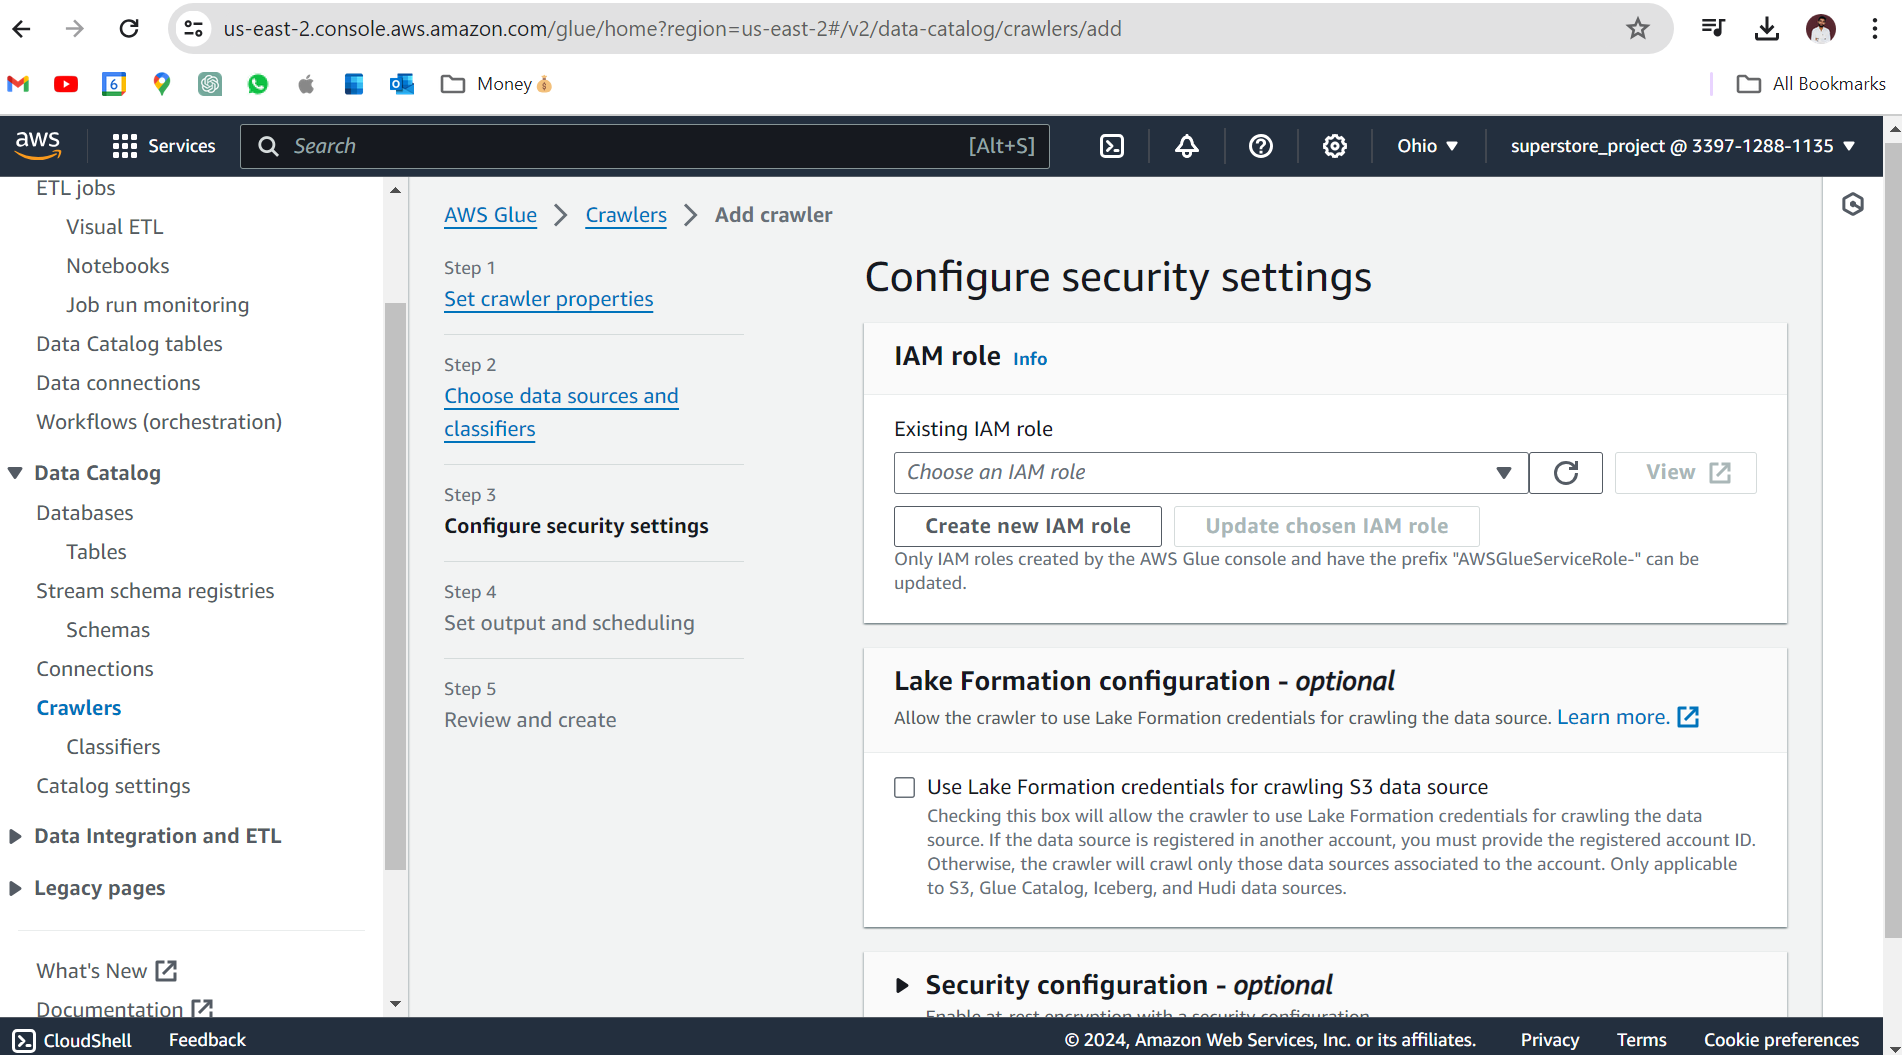 us-east-2.console.aws.amazon.com/glue/home?region=us-east-2#/v2/data-catalog/crawlers/add
6
Money
All Bookmarks
aws
Services
Search
[Alt+S]
Ohio
superstore_project @ 3397-1288-1135
ETL jobs
Visual ETL
Notebooks
Job run monitoring
Data Catalog tables
Data connections
Workflows (orchestration)
Data Catalog
Databases
Tables
Stream schema registries
Schemas
Connections
Crawlers
Classifiers
Catalog settings
Data Integration and ETL
Legacy pages
What's New
Documentation
AWS Glue
Crawlers
Add crawler
Step 1
Set crawler properties
Step 2
Choose data sources and
classifiers
Step 3
Configure security settings
Step 4
Set output and scheduling
Step 5
Review and create
Configure security settings
IAM role Info
Existing IAM role
Choose an IAM role
View
Create new IAM role
Update chosen IAM role
Only IAM roles created by the AWS Glue console and have the prefix "AWSGlueServiceRole-" can be
updated.
Lake Formation configuration - optional
Allow the crawler to use Lake Formation credentials for crawling the data source. Learn more.
Use Lake Formation credentials for crawling S3 data source
Checking this box will allow the crawler to use Lake Formation credentials for crawling the data
source. If the data source is registered in another account, you must provide the registered account ID.
Otherwise, the crawler will crawl only those data sources associated to the account. Only applicable
to S3, Glue Catalog, Iceberg, and Hudi data sources.
Security configuration - optional
Enable at-rest encryption with a security configuration
CloudShell
Feedback
© 2024, Amazon Web Services, Inc. or its affiliates.
Privacy
Terms
Cookie preferences